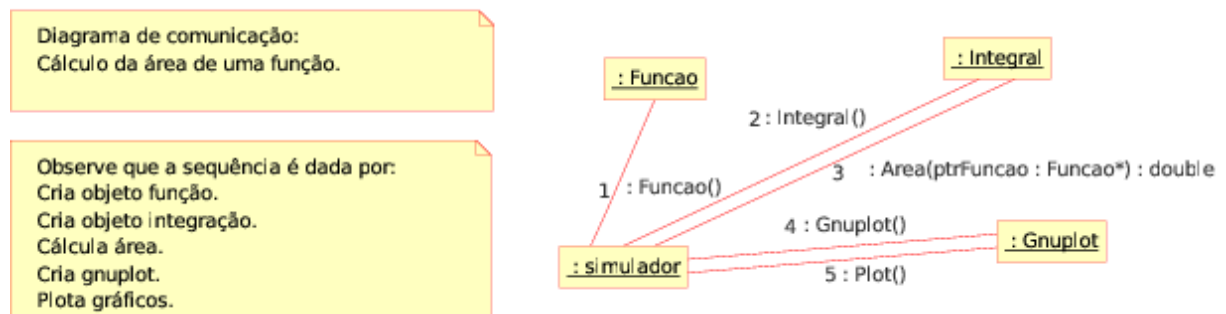 Diagrama de comunicação:
Cálculo da área de uma função.
Observe que a sequência é dada por:
Cria objeto função.
Cria objeto integração.
Cálcula área.
Cria gnuplot.
Plota gráficos.
: Funcao
: Integral
2 : Integral()
3 : Area(ptrFuncao : Funcao*) : double
1 : Funcao()
4 : Gnuplot()
: Gnuplot
: simulador
5 : Plot()